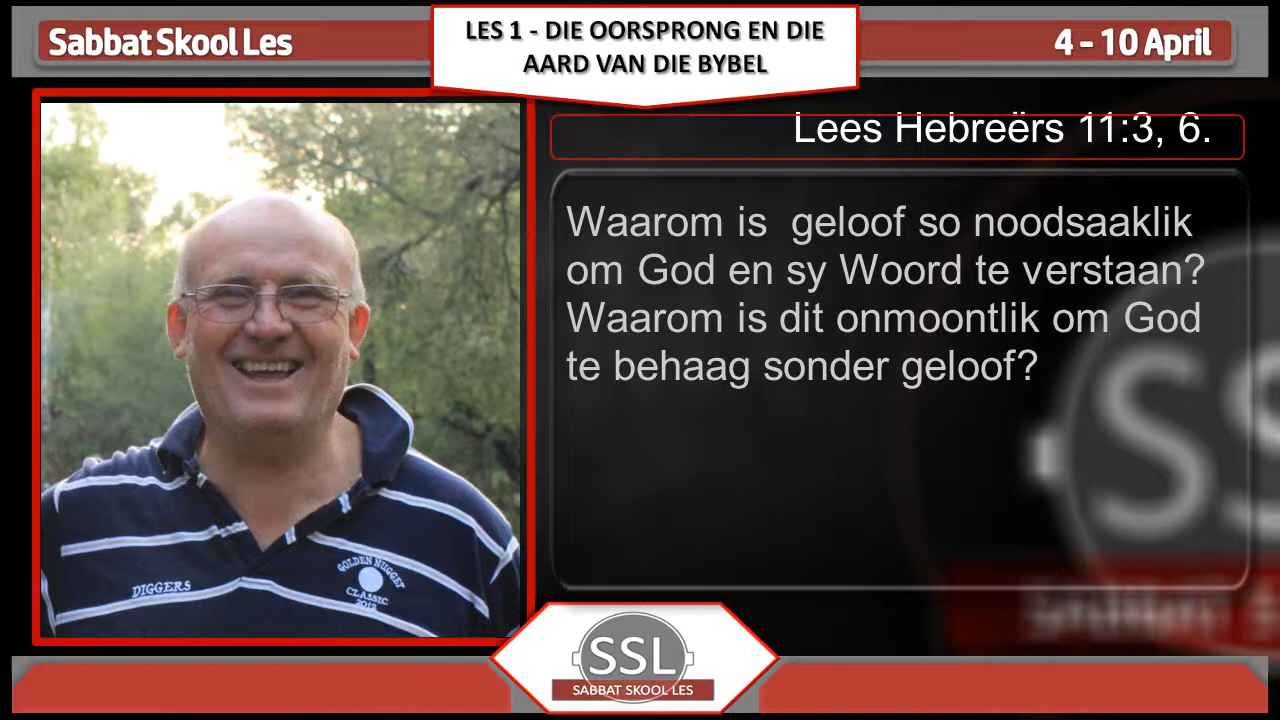 Sabbat Skool Les
LES 1 - DIE OORSPRONG EN DIE
AARD VAN DIE BYBEL
4 - 10 April
Lees Hebreërs 11:3, 6.
Waarom is  geloof so noodsaaklik
om God en sy Woord te verstaan?
Waarom is dit onmoontlik om God
te behaag sonder geloof?
DIGGERS
GOLDEN NUGGET
CLASSIC
2012
SSL
SABBAT SKOOL LES